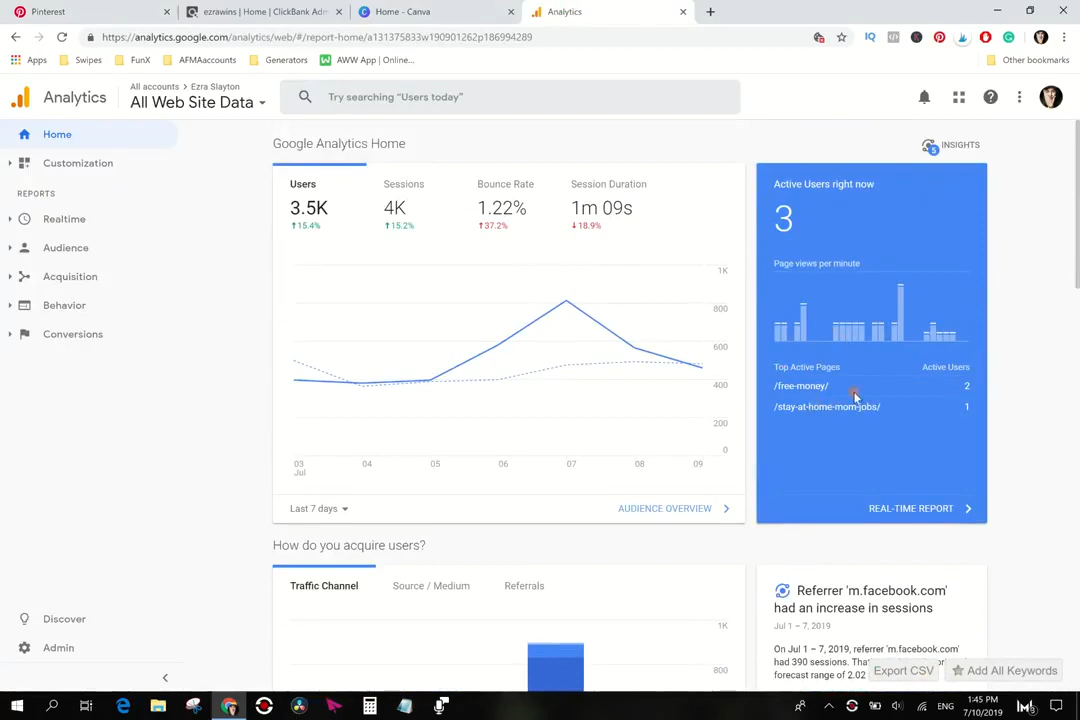 Pinterest
ezrawins | Home | ClickBank Adm
Home - Canva
Analytics
https://analytics.google.com/analytics/web/#/report-home/a131375833w190901262p186994289
IQ
Apps
Swipes
FunX
AFMAaccounts
Generators
AWW App | Online...
Other bookmarks
Analytics
All accounts > Ezra Slayton
All Web Site Data
Try searching “Users today”
Home
Customization
REPORTS
Realtime
Audience
Acquisition
Behavior
Conversions
Discover
Admin
Google Analytics Home
5
INSIGHTS
Users
Sessions
Bounce Rate
Session Duration
3.5K
4K
1.22%
1m 09s
15.4%
15.2%
37.2%
18.9%
1K
800
600
400
200
0
03
Jul
04
05
06
07
08
09
Last 7 days
AUDIENCE OVERVIEW
Active Users right now
3
Page views per minute
Top Active Pages
Active Users
/free-money/
2
/stay-at-home-mom-jobs/
1
REAL-TIME REPORT
How do you acquire users?
Traffic Channel
Source / Medium
Referrals
1K
800
Referrer 'm.facebook.com'
had an increase in sessions
Jul 1 – 7, 2019
On Jul 1 – 7, 2019, referrer 'm.facebook.com'
had 390 sessions.
forecast range of 2.02
Export CSV
Add All Keywords
ENG
1:45 PM
7/10/2019